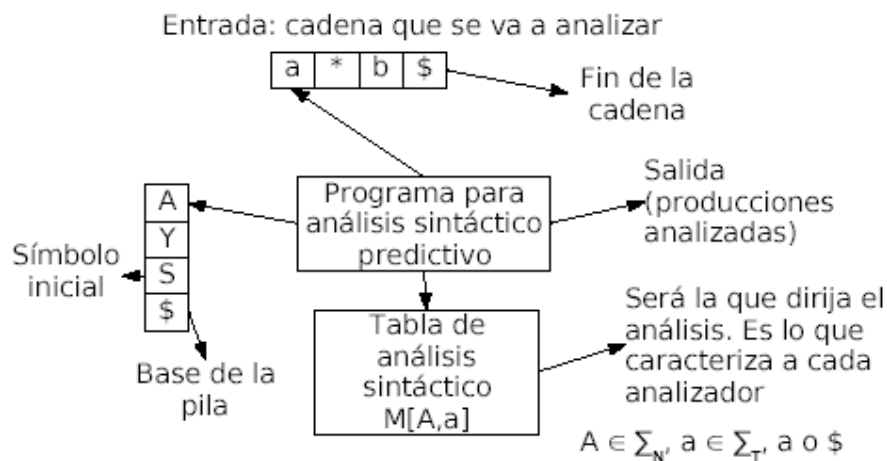 Entrada: cadena que se va a analizar
a * b $
Fin de la
cadena
Programa para
análisis sintáctico
predictivo
Salida
(producciones
analizadas)
A
Y
S
$
Símbolo
inicial
Base de la
pila
Tabla de
análisis
sintáctico
M[A,a]
Será la que dirija el
análisis. Es lo que
caracteriza a cada
analizador
A ∈ ∑N, a ∈ ∑T, a o $